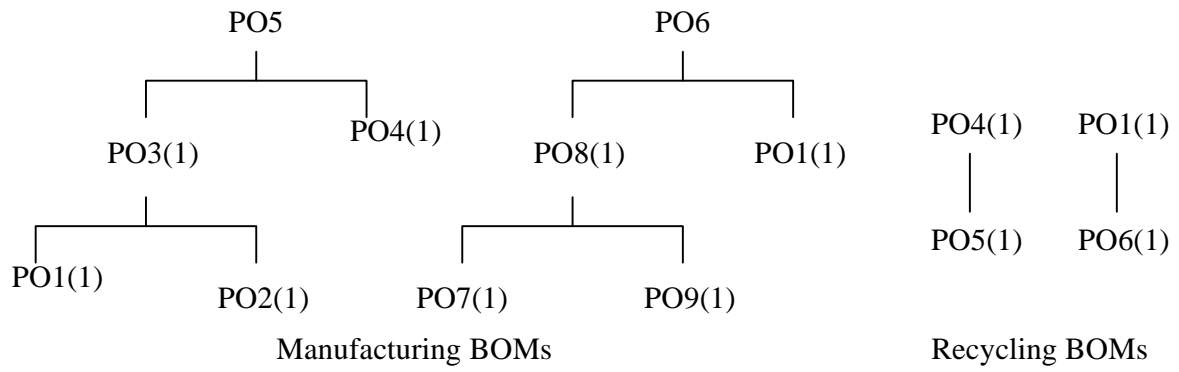 PO5 PO6
PO4(1) PO4(1) PO1(1)
PO3(1) PO8(1) PO1(1)
PO5(1) PO6(1)
PO1(1) PO2(1) PO7(1) PO9(1)
Manufacturing BOMs Recycling BOMs